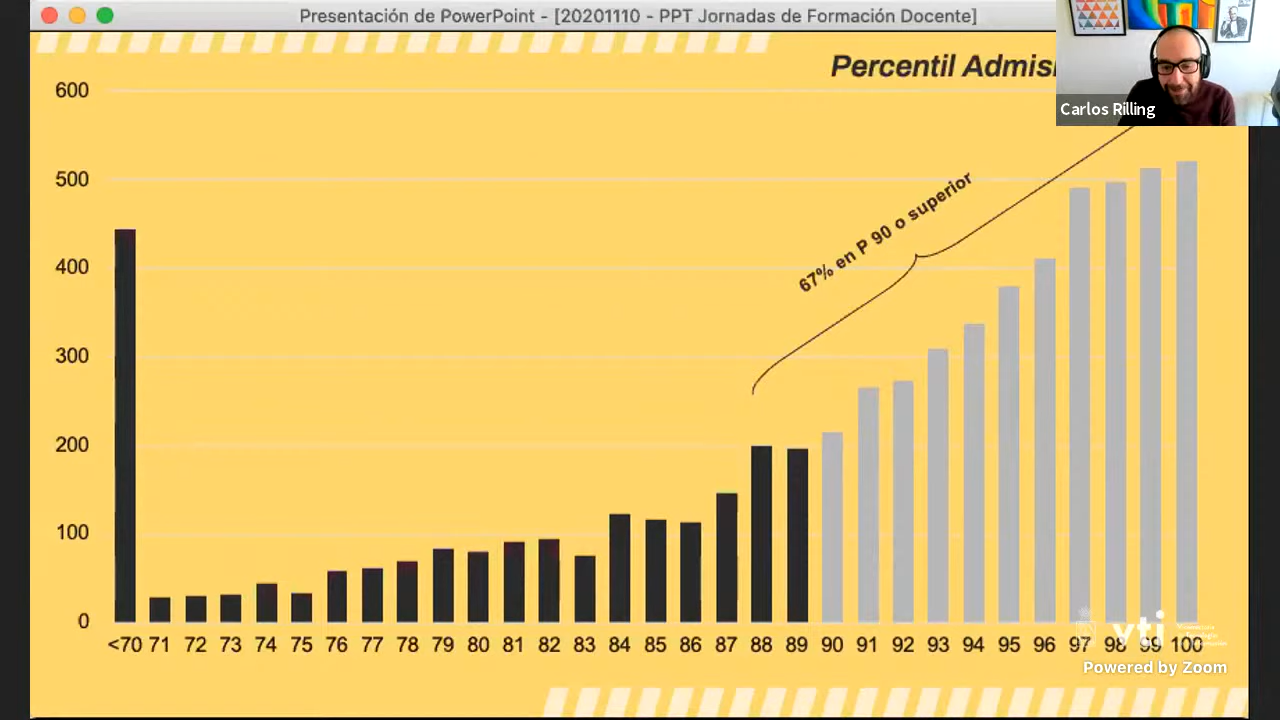 Presentación de PowerPoint - [20201110 - PPT Jornadas de Formación Docente]
Percentil
Carlos Rilling
600
500
400
300
200
100
0
67% en P 90 o superior
<70 71 72 73 74 75 76 77 78 79 80 81 82 83 84 85 86 87 88 89 90 91 92 93 94 95 96 97 98 99 100
vti
Powered by Zoom